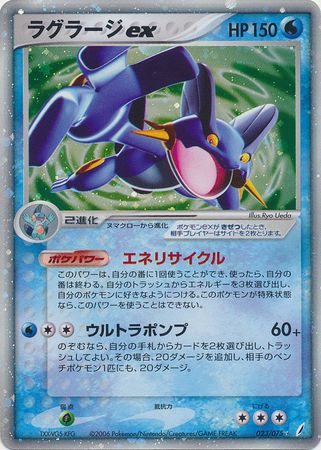 ラグラージex HP150
Illus.Ryo Ueda
2進化 ヌマクローから進化
ポケモンexがきぜつしたとき、
相手プレイヤーはサイドを2枚とります。
ポケパワー エネリサイクル
このパワーは、自分の番に1回使うことができ、使ったら、自分
の番は終わる。自分のトラッシュからエネルギーを3枚選び出し、
自分のポケモンに好きなようにつける。このポケモンが特殊状態
なら、このパワーは使うことができない。
ウルトラポンプ 60+
のぞむなら、自分の手札からカードを2枚選び出し、ト
ラッシュしてよい。その場合、20ダメージを追加し、相手のベン
チポケモン1匹にも、20ダメージ。
弱点 抵抗力 にげる
©2006 Pokémon/Nintendo/Creatures/GAME FREAK. 023/075